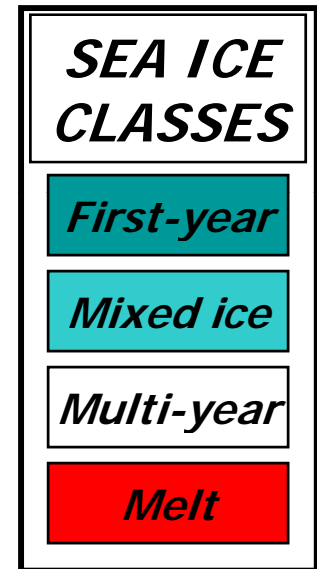 SEA ICE
CLASSES
First-year
Mixed ice
Multi-year
Melt